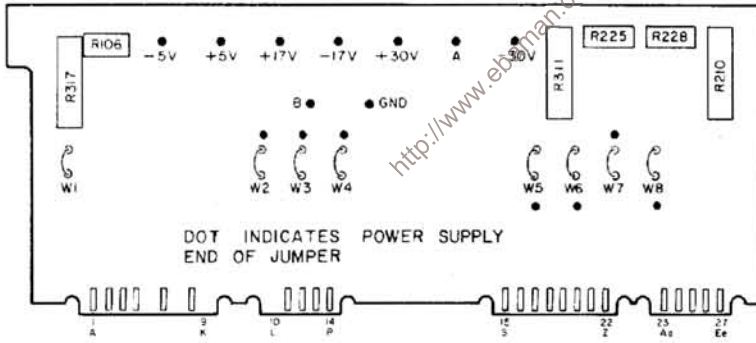 R106
R225
R228
R317
R311
R210
-5V
+5V
+17V
-17V
+30V
A
30V
B
GND
http://www.ebaman.com
W1
W2
W3
W4
W5
W6
W7
W8
DOT INDICATES POWER SUPPLY
END OF JUMPER
1
9
10
14
15
22
23
27
A
K
L
P
S
Z
Aa
Ee